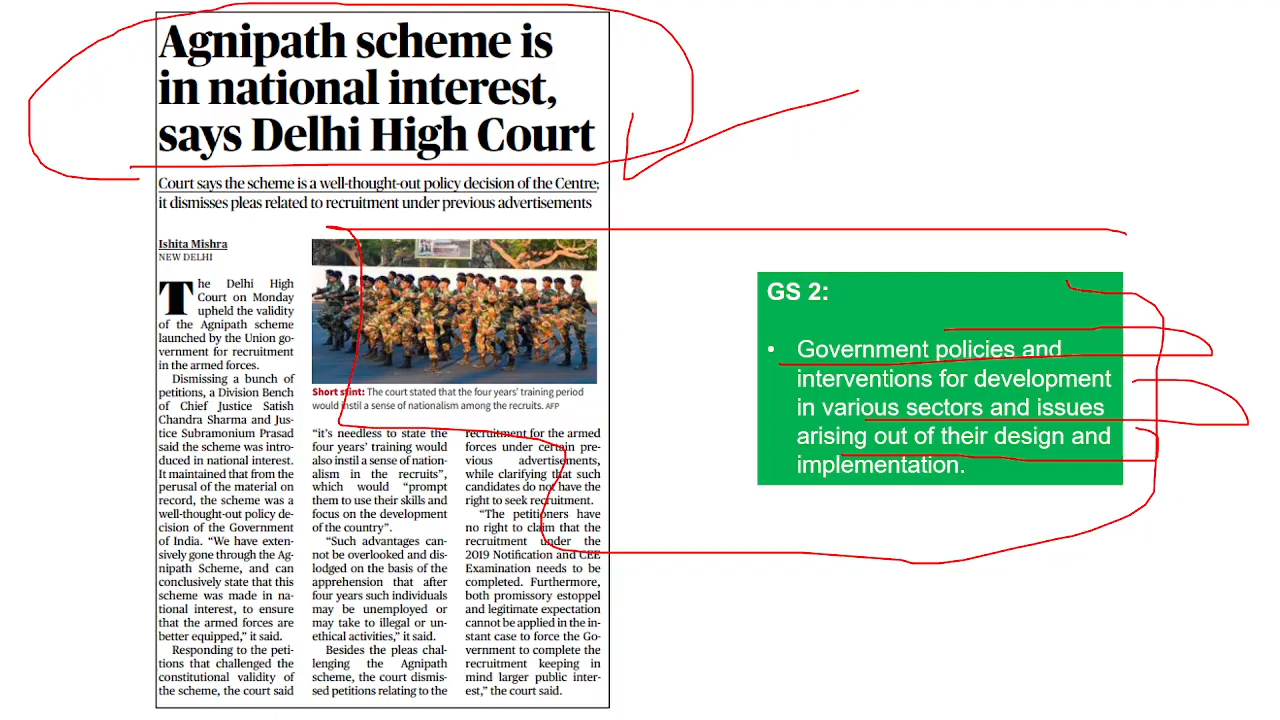 Agnipath scheme is
in national interest,
says Delhi High Court
Court says the scheme is a well-thought-out policy decision of the Centre;
it dismisses pleas related to recruitment under previous advertisements
Ishita Mishra
NEW DELHI
The Delhi High
Court on Monday
upheld the validity
of the Agnipath scheme
launched by the Union go-
vernment for recruitment
in the armed forces.
Dismissing a bunch of
petitions, a Division Bench
of Chief Justice Satish
Chandra Sharma and Jus-
tice Subramonium Prasad
said the scheme was intro-
duced in national interest.
It maintained that from the
perusal of the material on
record, the scheme was a
well-thought-out policy de-
cision of the Government
of India. “We have exten-
sively gone through the Ag-
nipath Scheme, and can
conclusively state that this
scheme was made in na-
tional interest, to ensure
that the armed forces are
better equipped,” it said.
Responding to the peti-
tions that challenged the
constitutional validity of
the scheme, the court said
Short stint: The court stated that the four years' training period
would instil a sense of nationalism among the recruits. AFP
“it’s needless to state the
four years’ training would
also instil a sense of nation-
alism in the recruits”,
which would “prompt
them to use their skills and
focus on the development
of the country”.
“Such advantages can-
not be overlooked and dis-
lodged on the basis of the
apprehension that after
four years such individuals
may be unemployed or
may take to illegal or un-
ethical activities,” it said.
Besides the pleas chal-
lenging the Agnipath
scheme, the court dismis-
sed petitions relating to the
recruitment for the armed
forces under certain pre-
vious advertisements,
while clarifying that such
candidates do not have the
right to seek recruitment.
“The petitioners have
no right to claim that the
recruitment under the
2019 Notification and CEE
Examination needs to be
completed. Furthermore,
both promissory estoppel
and legitimate expectation
cannot be applied in the in-
stant case to force the Go-
vernment to complete the
recruitment keeping in
mind larger public inter-
est,” the court said.
GS 2:
• Government policies and
interventions for development
in various sectors and issues
arising out of their design and
implementation.